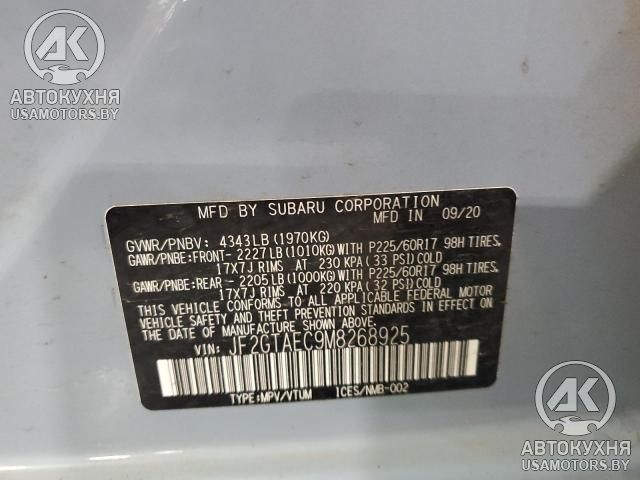 АК
АВТОКУХНЯ
USAMOTORS.BY
MFD BY SUBARU CORPORATION
MFD. IN 09/20
GVWR/PNBV: 4343LB (1970KG)
GAWR/PNBE:FRONT- 2227LB (1010KG)WITH P225/60R17 98H TIRES,
17X7J RIMS AT 230 KPA (33 PSI)COLD
GAWR/PNBE:REAR -2205LB (1000KG)WITH P225/60R17 98H TIRES,
17X7J RIMS AT 220 KPA (32 PSI)COLD
THIS VEHICLE CONFORMS TO ALL APPLICABLE FEDERAL MOTOR
VEHICLE SAFETY AND THEFT PREVENTION STANDARDS IN EFFECT
ON THE DATE OF MANUFACTURE SHOWN ABOVE.
VIN: JF2GTAEC9M8268925
TYPE:MPV/VTUM ICES/NMB-002
АК
АВТОКУХНЯ
USAMOTORS.BY